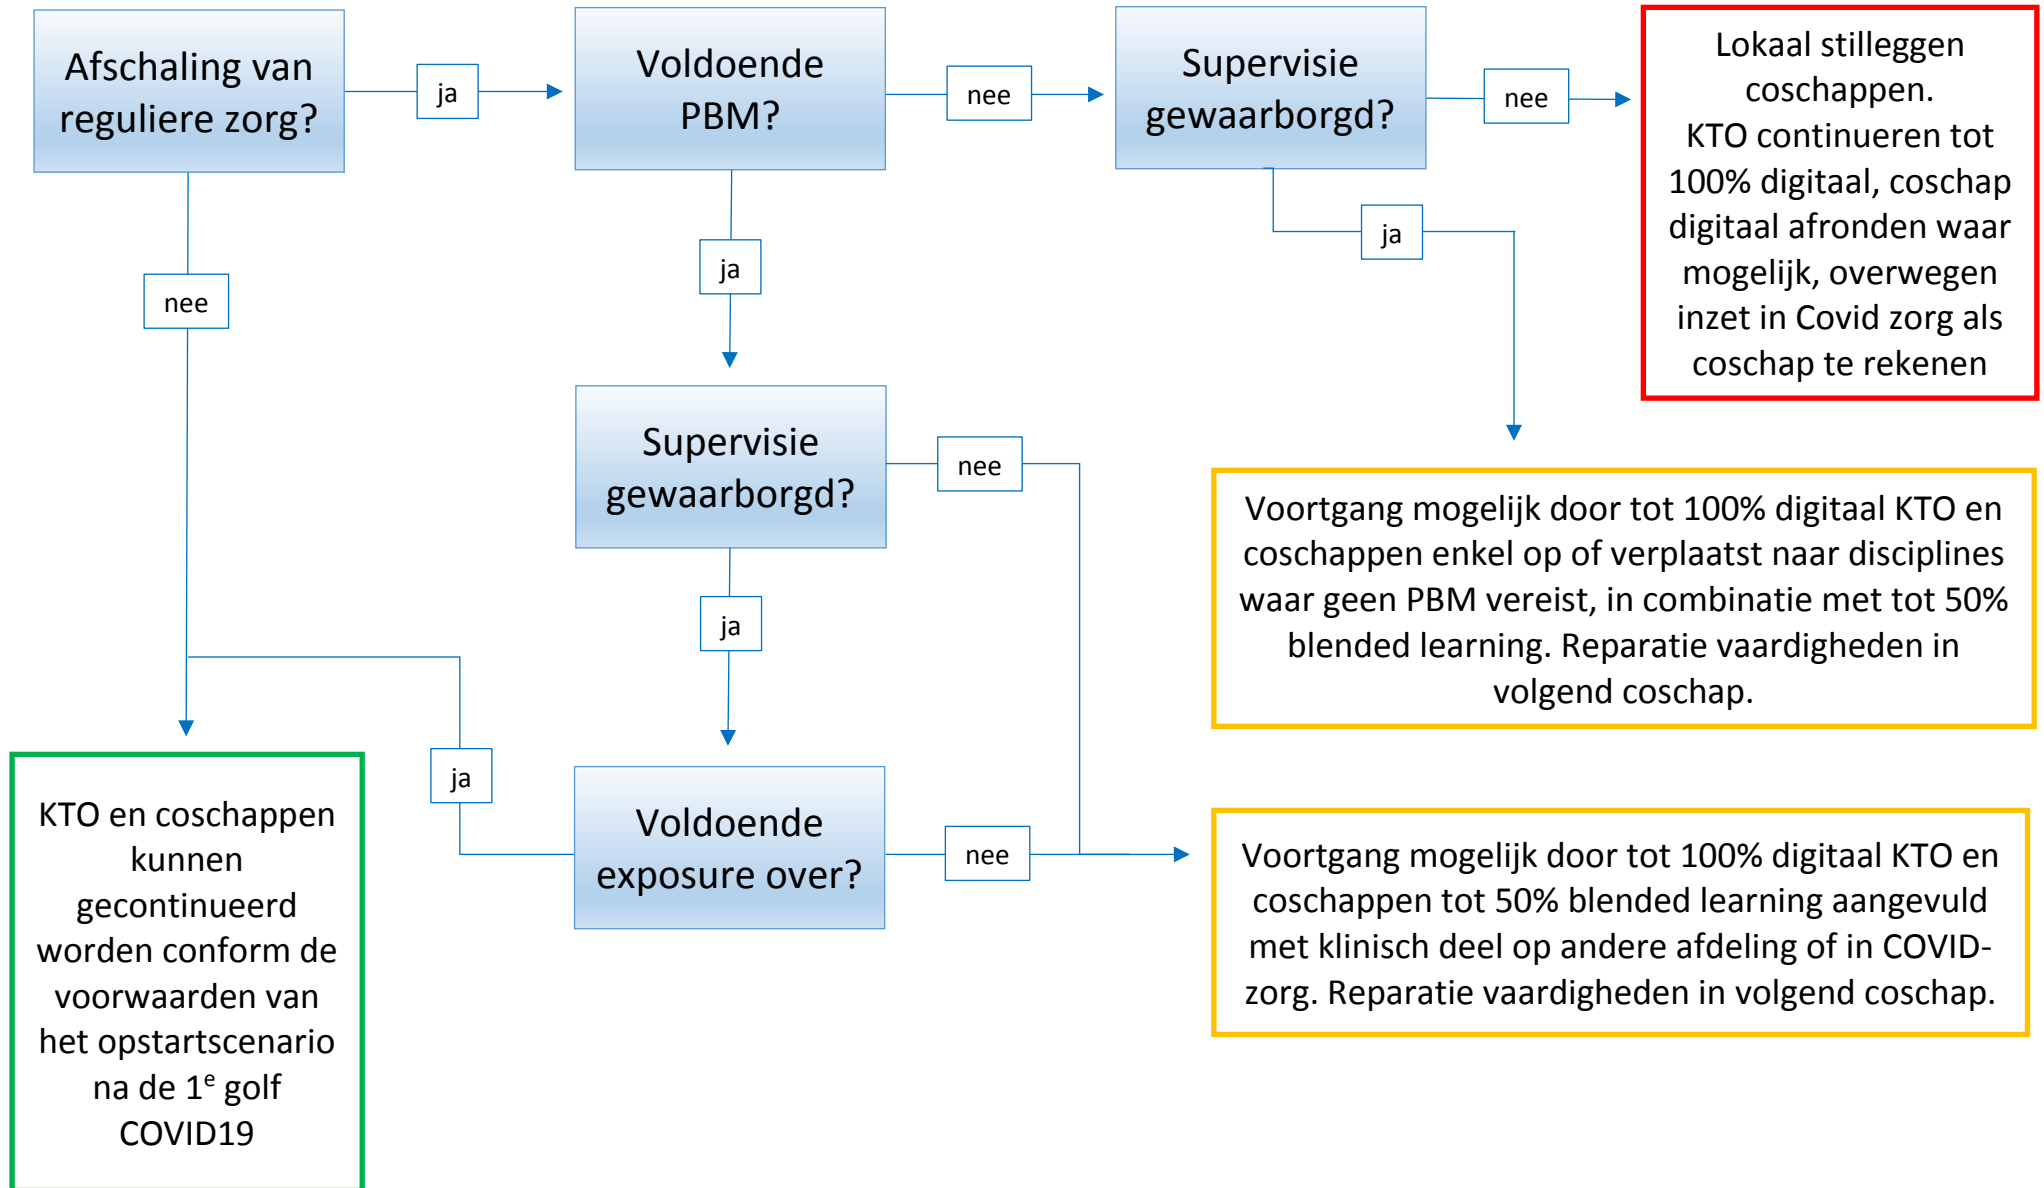 Afschaling van
reguliere zorg?
ja
Voldoende
PBM?
nee
Supervisie
gewaarborgd?
nee
Lokaal stilleggen
coschappen.
KTO continueren tot
100% digitaal, coschap
digitaal afronden waar
mogelijk, overwegen
inzet in Covid zorg als
coschap te rekenen
nee
ja
ja
Supervisie
gewaarborgd?
nee
Voortgang mogelijk door tot 100% digitaal KTO en
coschappen enkel op of verplaatst naar disciplines
waar geen PBM vereist, in combinatie met tot 50%
blended learning. Reparatie vaardigheden in
volgend coschap.
ja
ja
Voldoende
exposure over?
nee
Voortgang mogelijk door tot 100% digitaal KTO en
coschappen tot 50% blended learning aangevuld
met klinisch deel op andere afdeling of in COVID-
zorg. Reparatie vaardigheden in volgend coschap.
KTO en coschappen
kunnen
gecontinueerd
worden conform de
voorwaarden van
het opstartscenario
na de 1e golf
COVID19